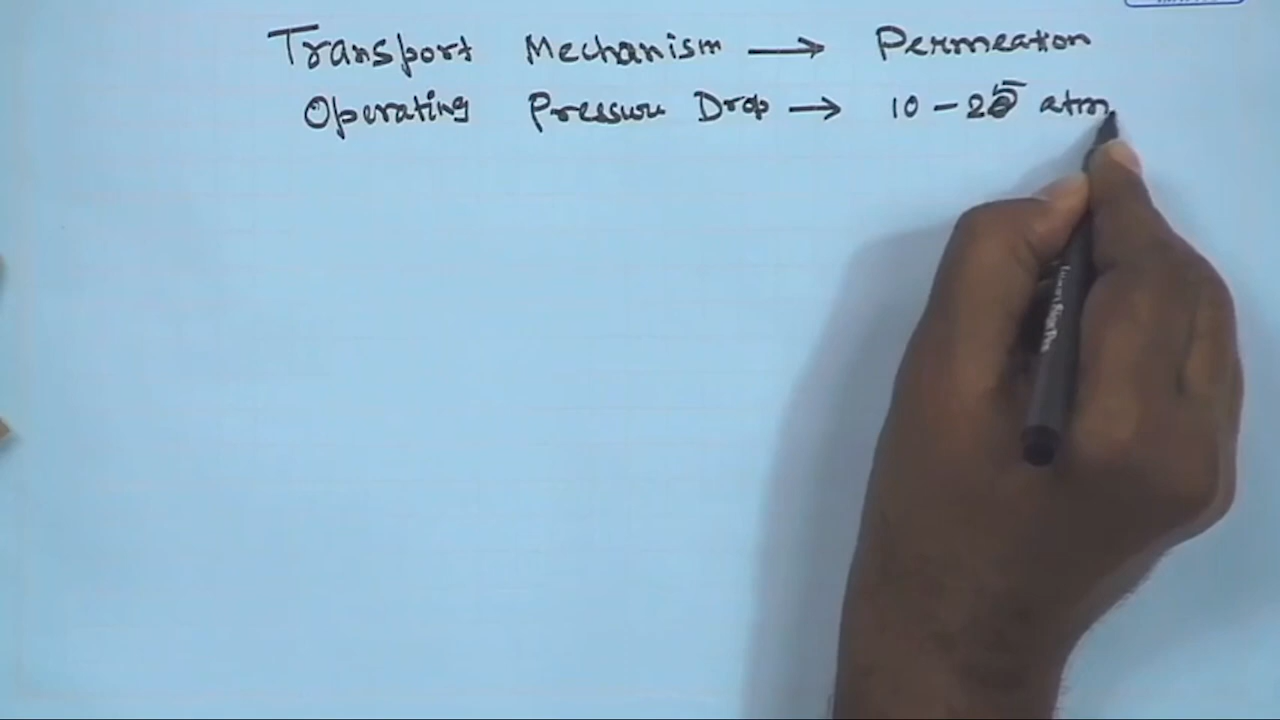 Transport Mechanism → Permeation
Operating Pressure Drop → 10 - 25 atm